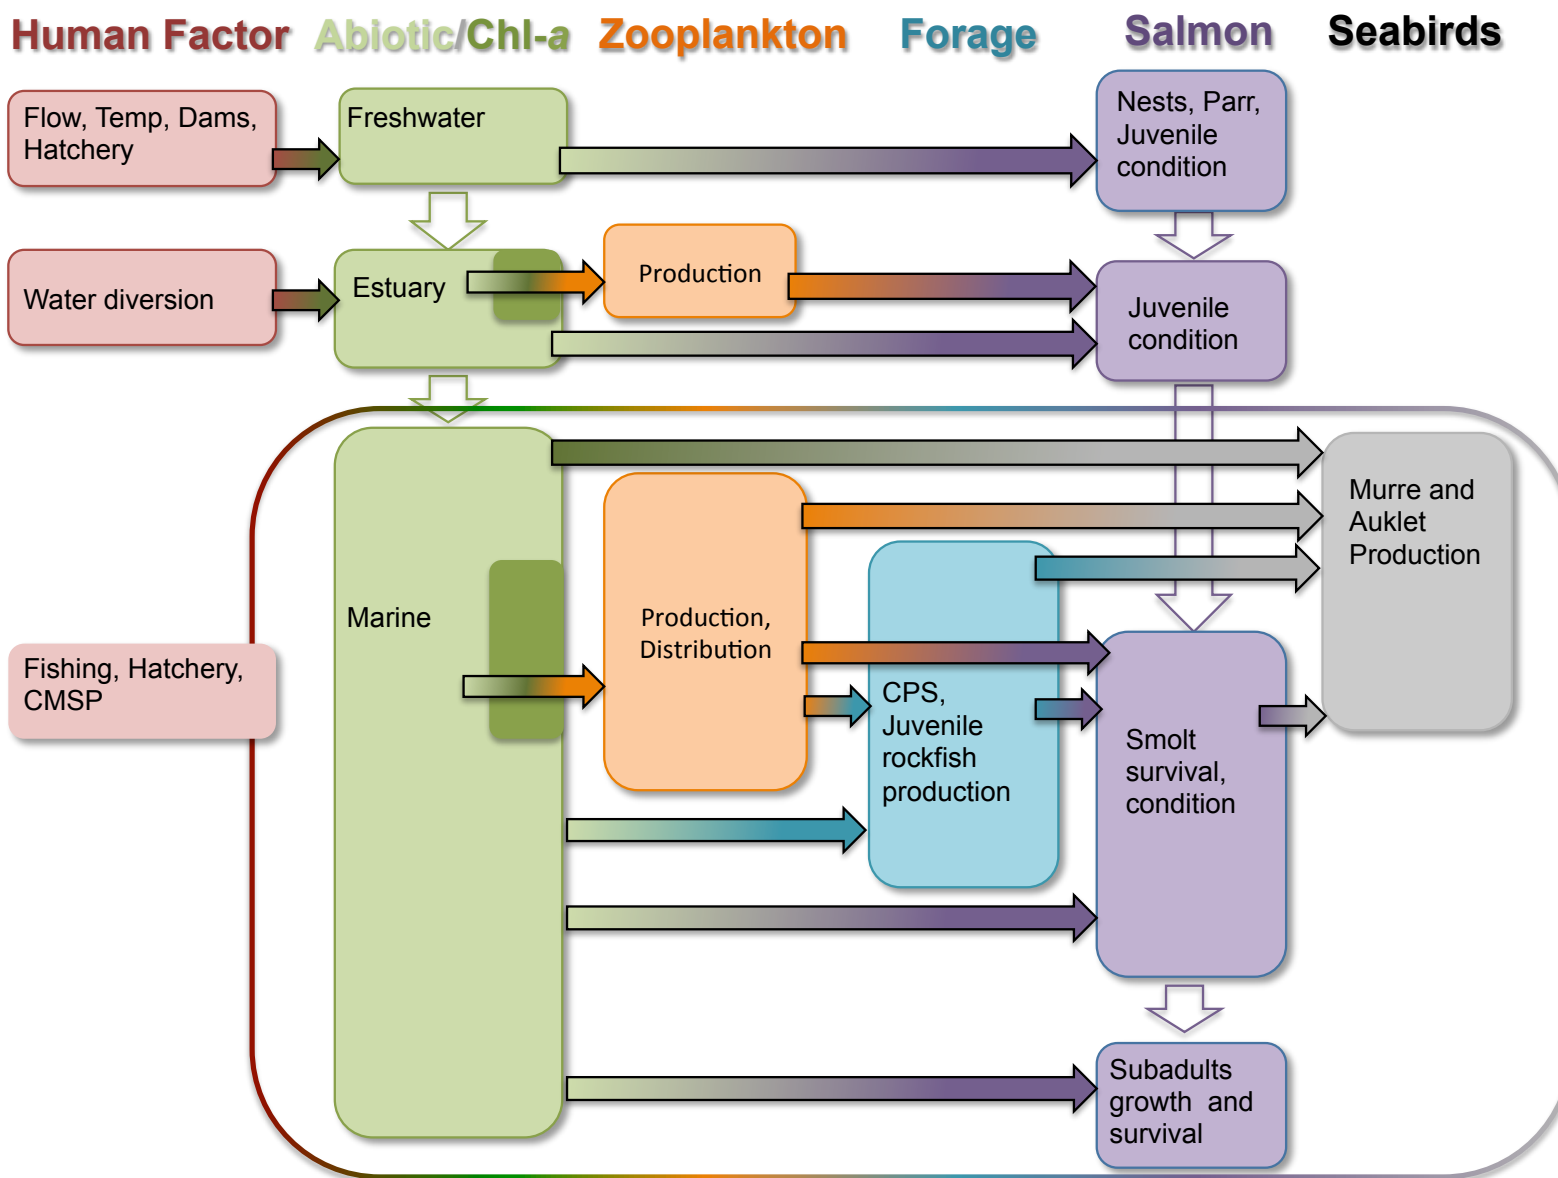 Human Factor Abiotic/Chl-a Zooplankton Forage Salmon Seabirds
Flow, Temp, Dams,
Hatchery
Freshwater
Nests, Parr,
Juvenile
condition
Water diversion
Estuary
Production
Juvenile
condition
Fishing, Hatchery,
CMSP
Marine
Production,
Distribution
CPS,
Juvenile
rockfish
production
Smolt
survival,
condition
Murre and
Auklet
Production
Subadults
growth and
survival